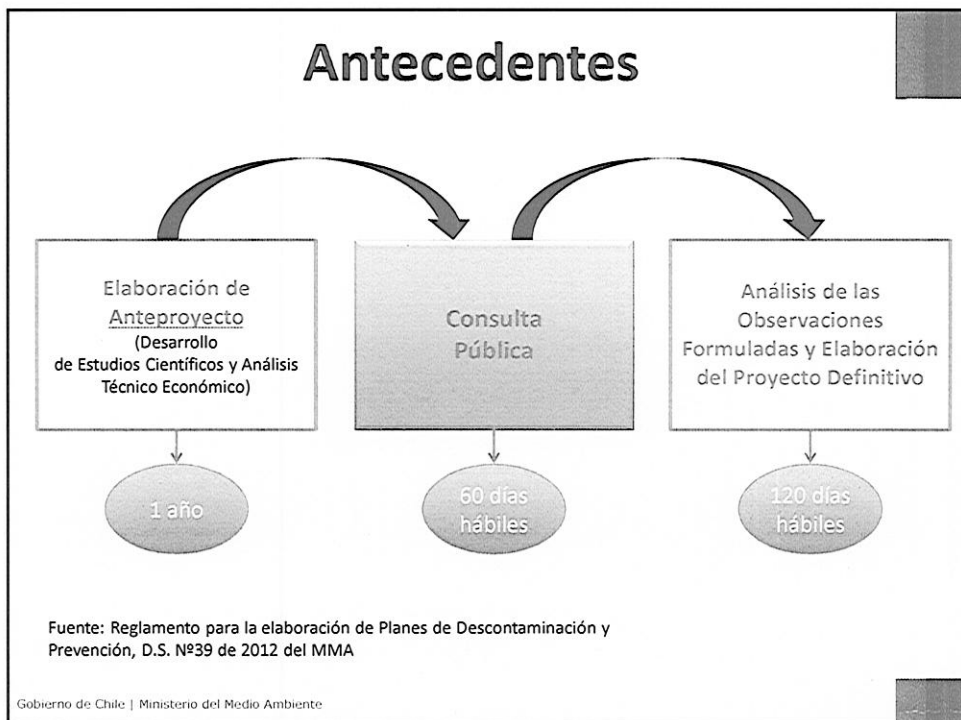 Antecedentes
Elaboración de
Anteproyecto
(Desarrollo
de Estudios Científicos y Análisis
Técnico Económico)
Consulta
Pública
Análisis de las
Observaciones
Formuladas y Elaboración
del Proyecto Definitivo
1 año
60 días
hábiles
120 días
hábiles
Fuente: Reglamento para la elaboración de Planes de Descontaminación y
Prevención, D.S. Nº39 de 2012 del MMA
Gobierno de Chile | Ministerio del Medio Ambiente